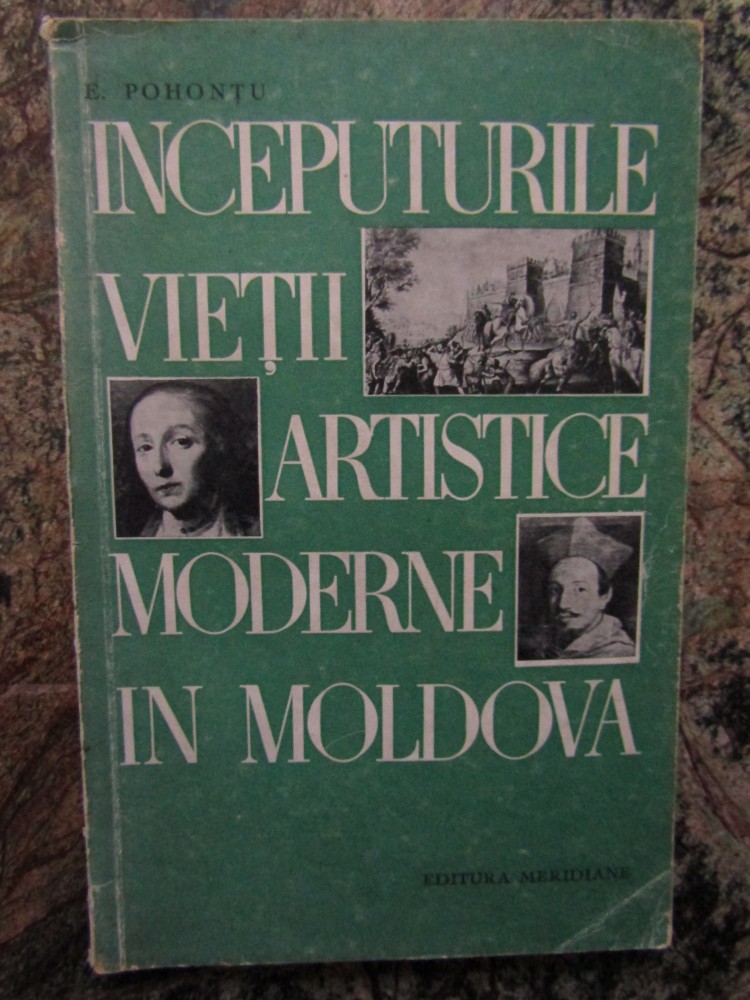 E. POHONȚU
INCEPUTURILE
VIEȚII
ARTISTICE
MODERNE
IN MOLDOVA
EDITURA MERIDIANE